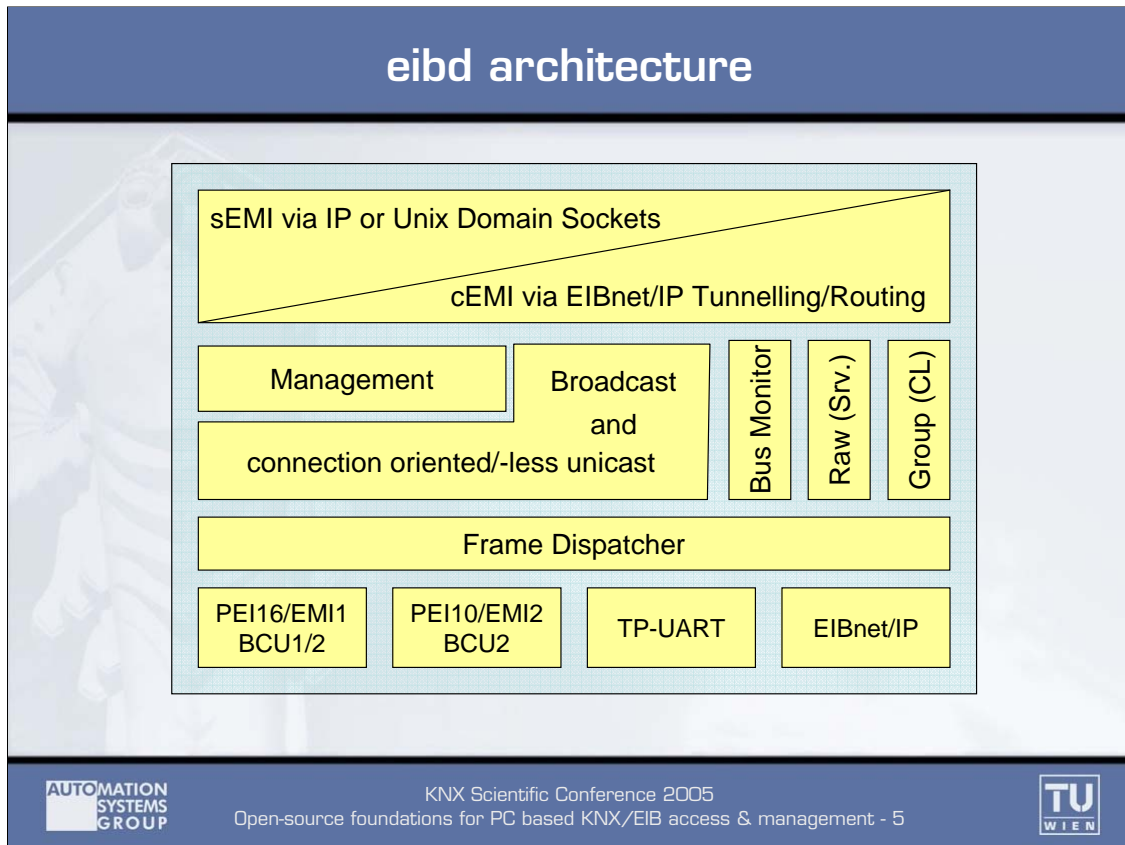 eibd architecture
sEMI via IP or Unix Domain Sockets
cEMI via EIBnet/IP Tunnelling/Routing
Management
Broadcast
and
connection oriented/-less unicast
Bus Monitor
Raw (Srv.)
Group (CL)
Frame Dispatcher
PEI16/EMI1
BCU1/2
PEI10/EMI2
BCU2
TP-UART
EIBnet/IP
AUTOMATION
SYSTEMS
GROUP
KNX Scientific Conference 2005
Open-source foundations for PC based KNX/EIB access & management - 5
TU
WIEN